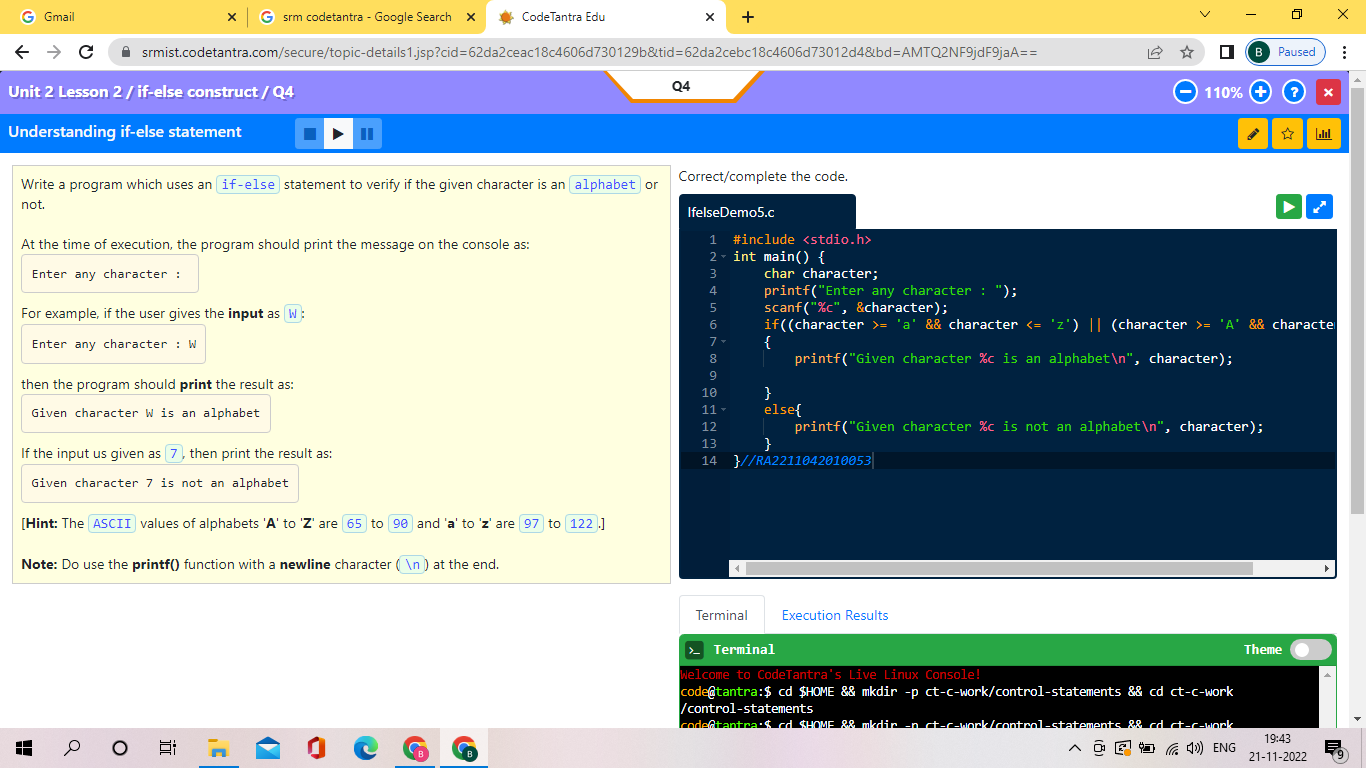 Gmail
srm codetantra - Google Search
CodeTantra Edu
srmist.codetantra.com/secure/topic-details1.jsp?cid=62da2ceac18c4606d730129b&tid=62da2cebc18c4606d73012d4&bd=AMTQ2NF9jdF9jaA==
B Paused
Unit 2 Lesson 2 / if-else construct / Q4
Q4
110%
Understanding if-else statement
Write a program which uses an if-else statement to verify if the given character is an alphabet or
not.
At the time of execution, the program should print the message on the console as:
Enter any character :
For example, if the user gives the input as W:
Enter any character : W
then the program should print the result as:
Given character W is an alphabet
If the input us given as 7, then print the result as:
Given character 7 is not an alphabet
[Hint: The ASCII values of alphabets 'A' to 'Z' are 65 to 90 and 'a' to 'z' are 97 to 122.]
Note: Do use the printf() function with a newline character (\n) at the end.
Correct/complete the code.
IfelseDemo5.c
1 #include <stdio.h>
2 int main() {
3 char character;
4 printf("Enter any character : ");
5 scanf("%c", &character);
6 if((character >= 'a' && character <= 'z') || (character >= 'A' && characte
7 {
8 printf("Given character %c is an alphabet\n", character);
9
10 }
11 else{
12 printf("Given character %c is not an alphabet\n", character);
13 }
14 }//RA2211042010053
Terminal
Execution Results
Terminal
Theme
Welcome to CodeTantra's Live Linux Console!
code@tantra:$ cd $HOME && mkdir -p ct-c-work/control-statements && cd ct-c-work
/control-statements
code@tantra:$ cd $HOME && mkdir -p ct-c-work/control-statements && cd ct-c-work
ENG
19:43
21-11-2022
9